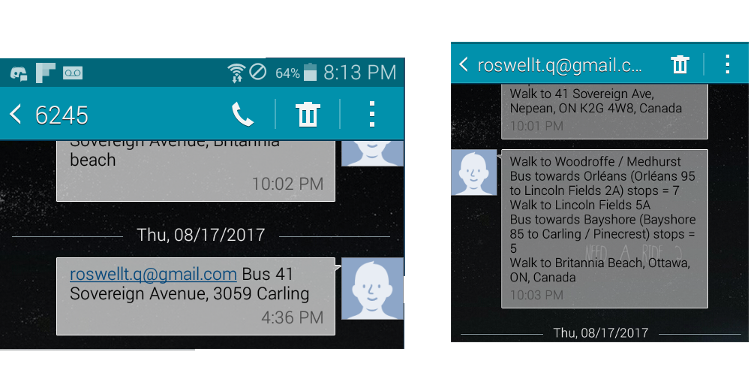 64% 8:13 PM
6245
Sovereign Avenue, Britannia
beach
10:02 PM
Thu, 08/17/2017
roswellt.q@gmail.com Bus 41
Sovereign Avenue, 3059 Carling
4:36 PM
roswellt.q@gmail.c...
Walk to 41 Sovereign Ave,
Nepean, ON K2G 4W8, Canada
10:01 PM
Walk to Woodroffe / Medhurst
Bus towards Orléans (Orléans 95
to Lincoln Fields 2A) stops = 7
Walk to Lincoln Fields 5A
Bus towards Bayshore (Bayshore
85 to Carling / Pinecrest) stops =
5
NEED A RIDE ?
Walk to Britannia Beach, Ottawa,
ON, Canada
10:03 PM
Thu, 08/17/2017